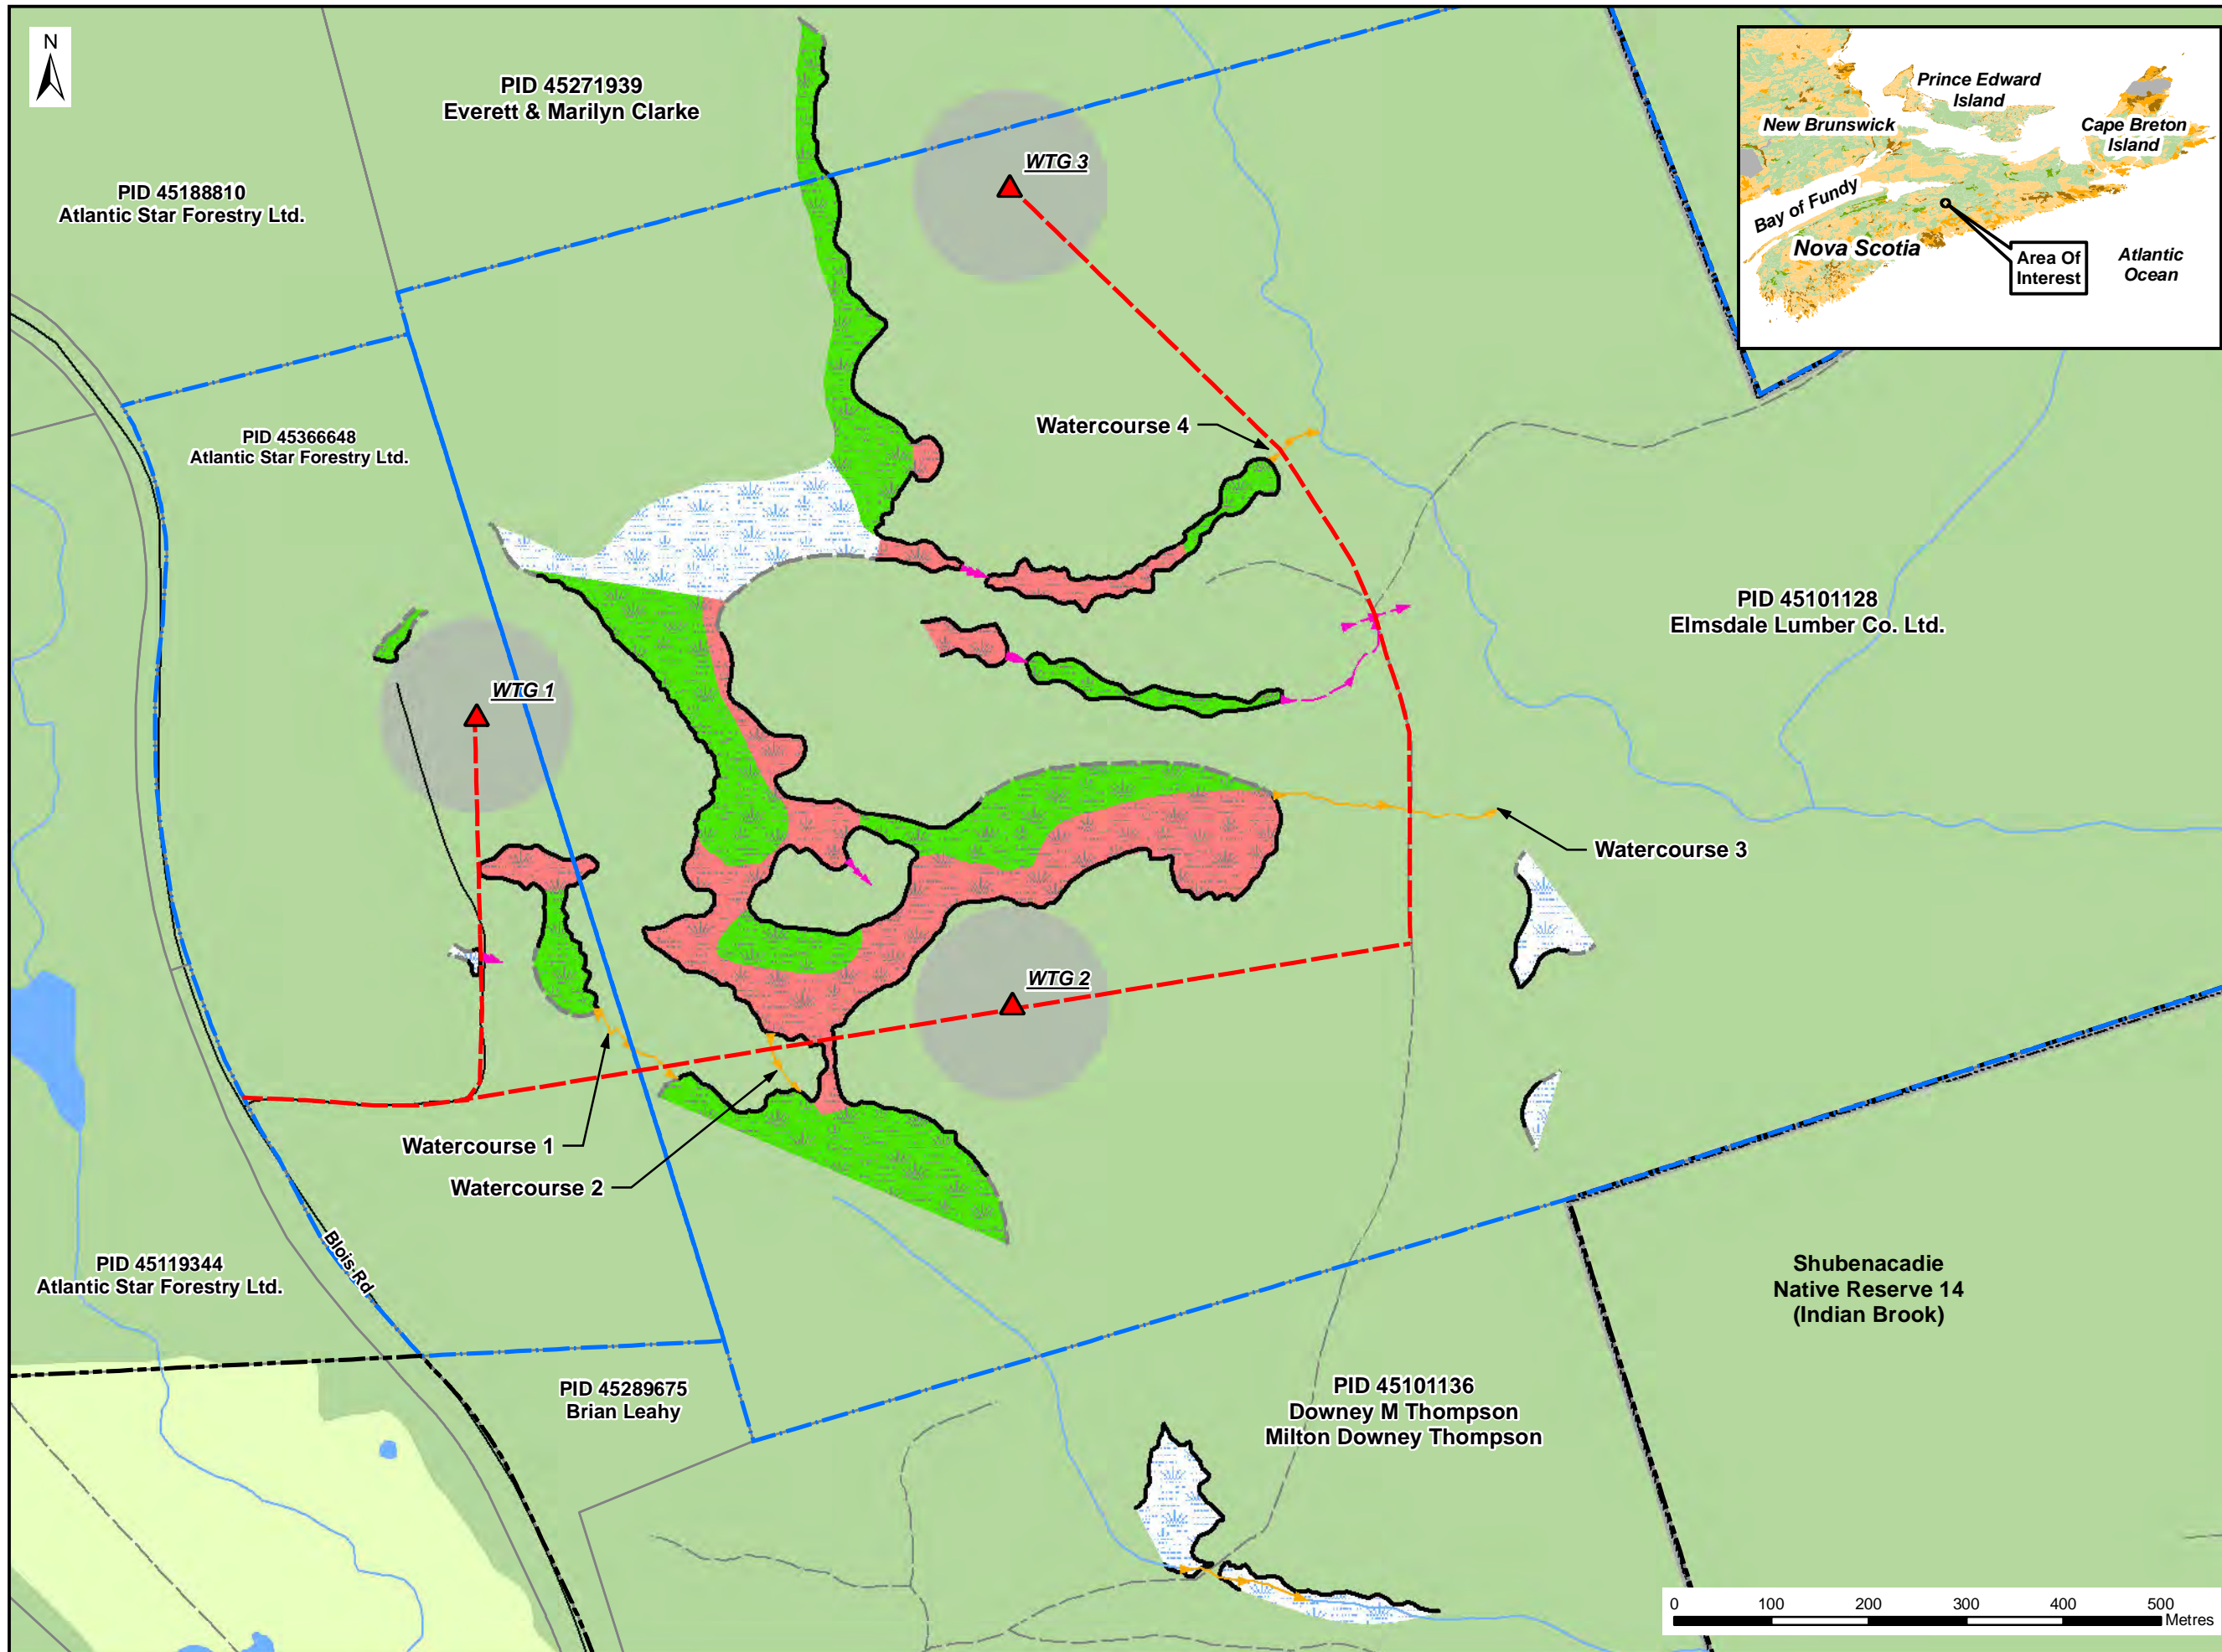 N
PID 45271939
Everett & Marilyn Clarke
PID 45188810
Atlantic Star Forestry Ltd.
WTG 3
Prince Edward
Island
New Brunswick
Cape Breton
Island
Bay of Fundy
Nova Scotia
Area Of
Interest
Atlantic
Ocean
PID 45366648
Atlantic Star Forestry Ltd.
Watercourse 4
PID 45101128
Elmsdale Lumber Co. Ltd.
WTG 1
Watercourse 3
WTG 2
Watercourse 1
Watercourse 2
Blois Rd
PID 45119344
Atlantic Star Forestry Ltd.
Shubenacadie
Native Reserve 14
(Indian Brook)
PID 45289675
Brian Leahy
PID 45101136
Downey M Thompson
Milton Downey Thompson
0 100 200 300 400 500
Metres